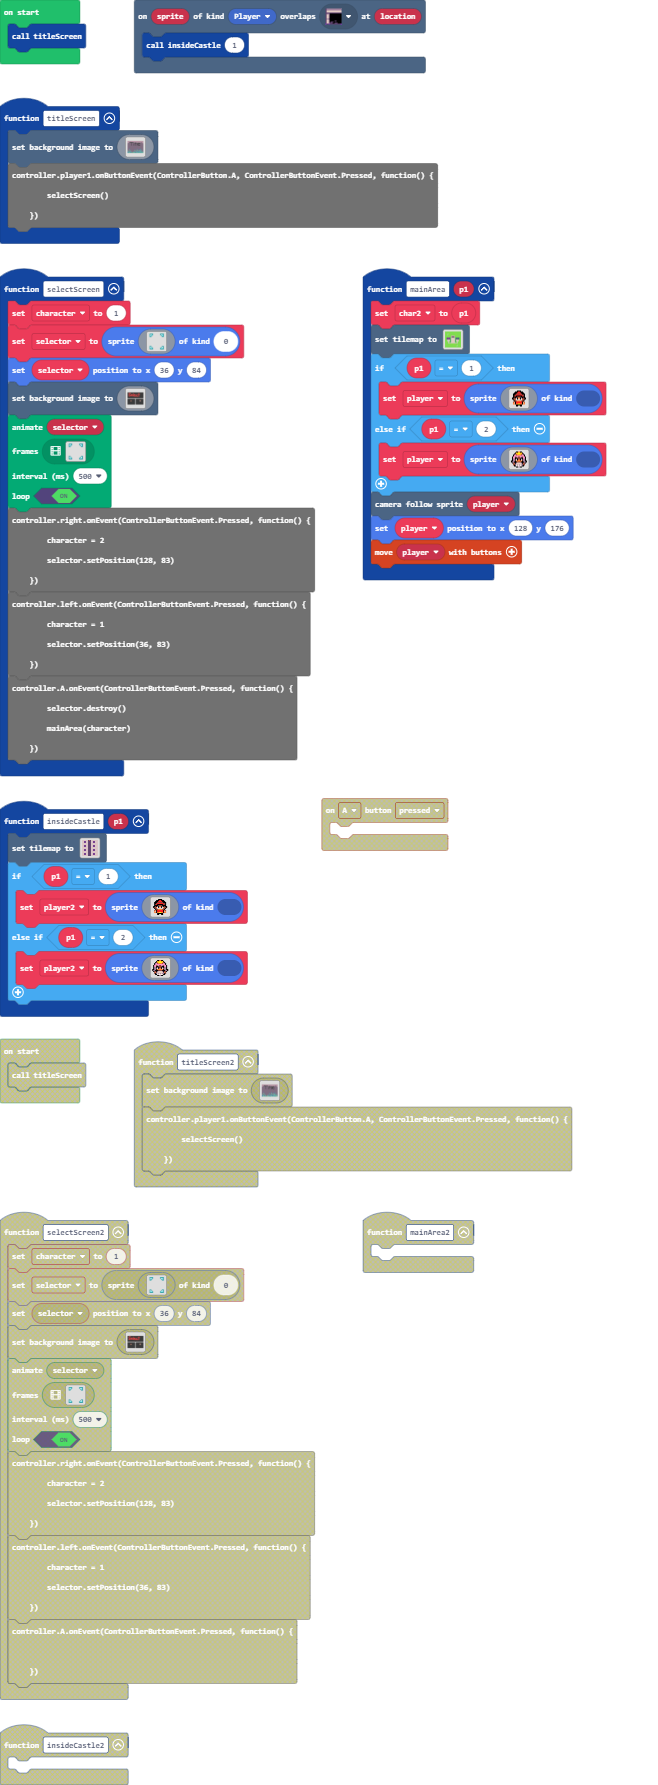 on start
call titleScreen
on sprite of kind Player overlaps at location
call insideCastle 1
function titleScreen
set background image to
controller.player1.onButtonEvent(ControllerButton.A, ControllerButtonEvent.Pressed, function() {
selectScreen()
})
function selectScreen
set character to 1
set selector to sprite of kind 0
set selector position to x 36 y 84
set background image to
animate selector
frames
interval (ms) 500
loop ON
controller.right.onEvent(ControllerButtonEvent.Pressed, function() {
character = 2
selector.setPosition(128, 83)
})
controller.left.onEvent(ControllerButtonEvent.Pressed, function() {
character = 1
selector.setPosition(36, 83)
})
controller.A.onEvent(ControllerButtonEvent.Pressed, function() {
selector.destroy()
mainArea(character)
})
function mainArea p1
set char2 to p1
set tilemap to
if p1 = 1 then
set player to sprite of kind
else if p1 = 2 then
set player to sprite of kind
camera follow sprite player
set player position to x 128 y 176
move player with buttons
function insideCastle p1
set tilemap to
if p1 = 1 then
set player2 to sprite of kind
else if p1 = 2 then
set player2 to sprite of kind
on A button pressed
on start
call titleScreen
function titleScreen2
set background image to
controller.player1.onButtonEvent(ControllerButton.A, ControllerButtonEvent.Pressed, function() {
selectScreen()
})
function selectScreen2
set character to 1
set selector to sprite of kind 0
set selector position to x 36 y 84
set background image to
animate selector
frames
interval (ms) 500
loop ON
controller.right.onEvent(ControllerButtonEvent.Pressed, function() {
character = 2
selector.setPosition(128, 83)
})
controller.left.onEvent(ControllerButtonEvent.Pressed, function() {
character = 1
selector.setPosition(36, 83)
})
controller.A.onEvent(ControllerButtonEvent.Pressed, function() {
})
function mainArea2
function insideCastle2